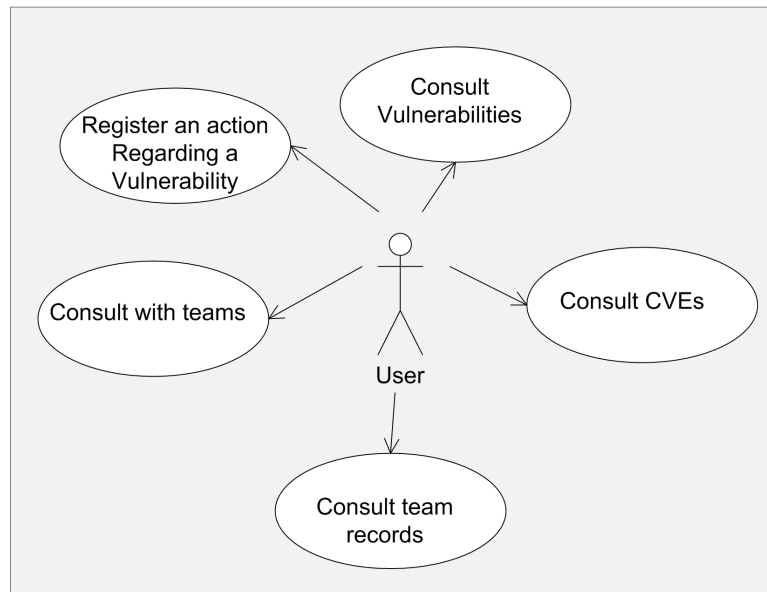 Consult
Vulnerabilities
Register an action
Regarding a
Vulnerability
Consult with teams
Consult CVEs
User
Consult team
records